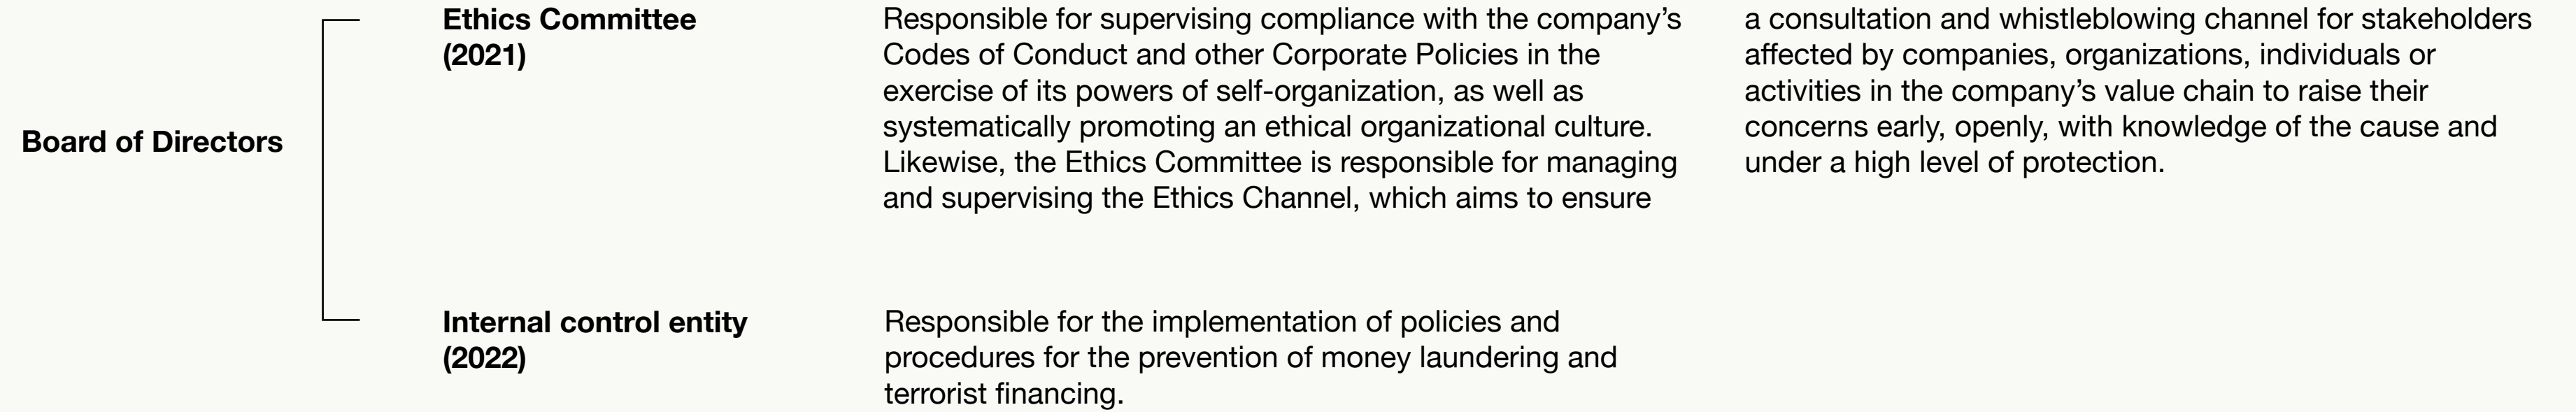 Board of Directors
Ethics Committee
(2021)
Responsible for supervising compliance with the company’s
Codes of Conduct and other Corporate Policies in the
exercise of its powers of self-organization, as well as
systematically promoting an ethical organizational culture.
Likewise, the Ethics Committee is responsible for managing
and supervising the Ethics Channel, which aims to ensure
a consultation and whistleblowing channel for stakeholders
affected by companies, organizations, individuals or
activities in the company’s value chain to raise their
concerns early, openly, with knowledge of the cause and
under a high level of protection.
Internal control entity
(2022)
Responsible for the implementation of policies and
procedures for the prevention of money laundering and
terrorist financing.